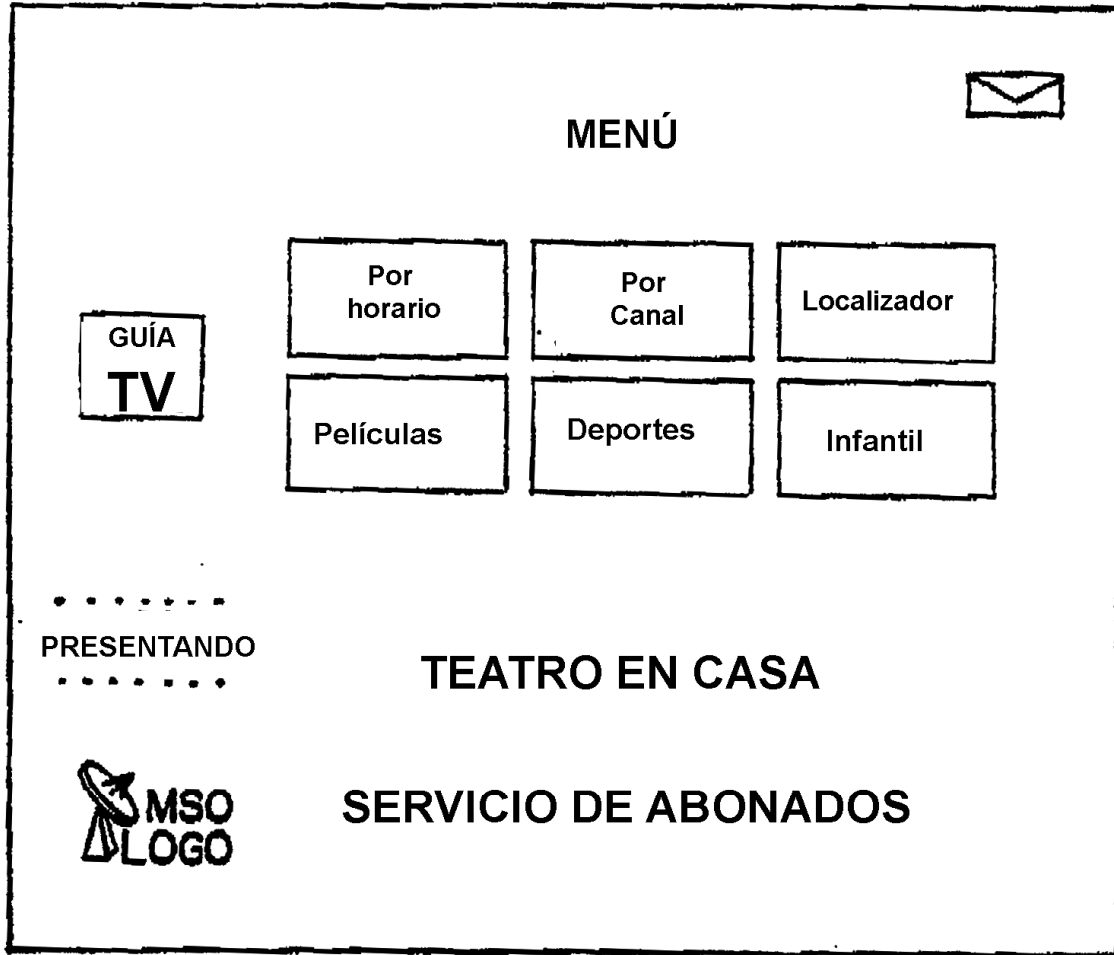 MENÚ
Por
horario
Por
Canal
Localizador
GUÍA
TV
Películas
Deportes
Infantil
PRESENTANDO
TEATRO EN CASA
MSO
LOGO
SERVICIO DE ABONADOS